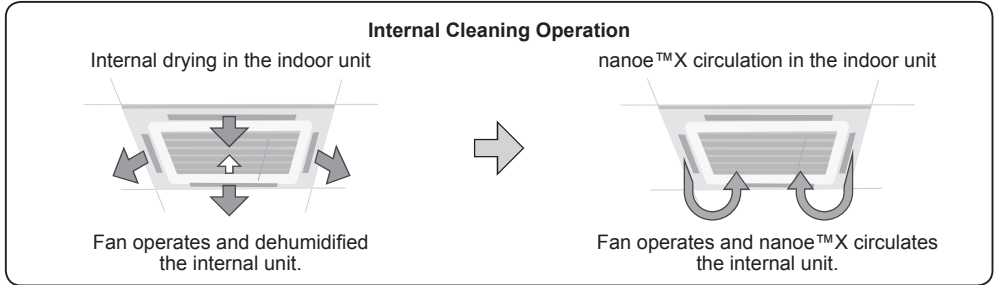 Internal Cleaning Operation
Internal drying in the indoor unit
Fan operates and dehumidified
the internal unit.
nanoe™X circulation in the indoor unit
Fan operates and nanoe™X circulates
the internal unit.